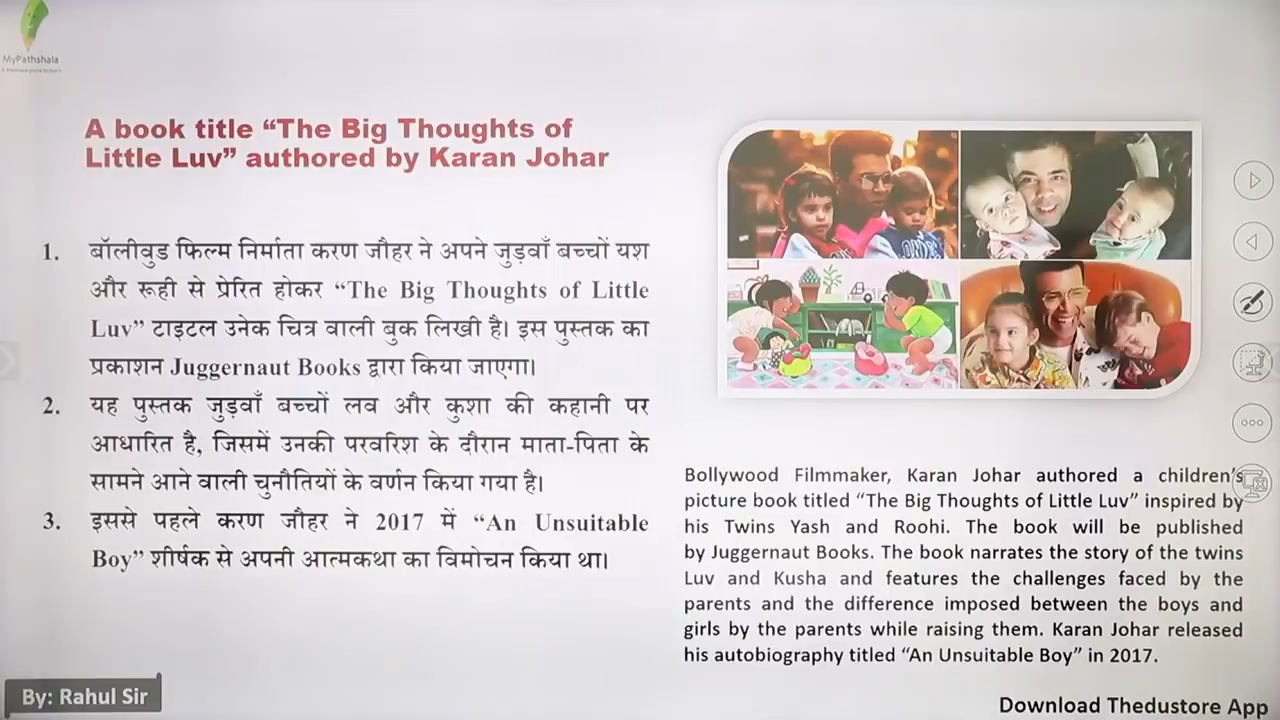 MyPathshala
A book title “The Big Thoughts of
Little Luv” authored by Karan Johar
1. बॉलीवुड फिल्म निर्माता करण जौहर ने अपने जुड़वाँ बच्चों यश
और रूही से प्रेरित होकर “The Big Thoughts of Little
Luv” टाइटल उनेक चित्र वाली बुक लिखी है। इस पुस्तक का
प्रकाशन Juggernaut Books द्वारा किया जाएगा।
2. यह पुस्तक जुड़वाँ बच्चों लव और कुशा की कहानी पर
आधारित है, जिसमें उनकी परवरिश के दौरान माता-पिता के
सामने आने वाली चुनौतियों के वर्णन किया गया है।
3. इससे पहले करण जौहर ने 2017 में “An Unsuitable
Boy” शीर्षक से अपनी आत्मकथा का विमोचन किया था।
Bollywood Filmmaker, Karan Johar authored a children’s
picture book titled “The Big Thoughts of Little Luv” inspired by
his Twins Yash and Roohi. The book will be published
by Juggernaut Books. The book narrates the story of the twins
Luv and Kusha and features the challenges faced by the
parents and the difference imposed between the boys and
girls by the parents while raising them. Karan Johar released
his autobiography titled “An Unsuitable Boy” in 2017.
By: Rahul Sir
Download Thedustore App